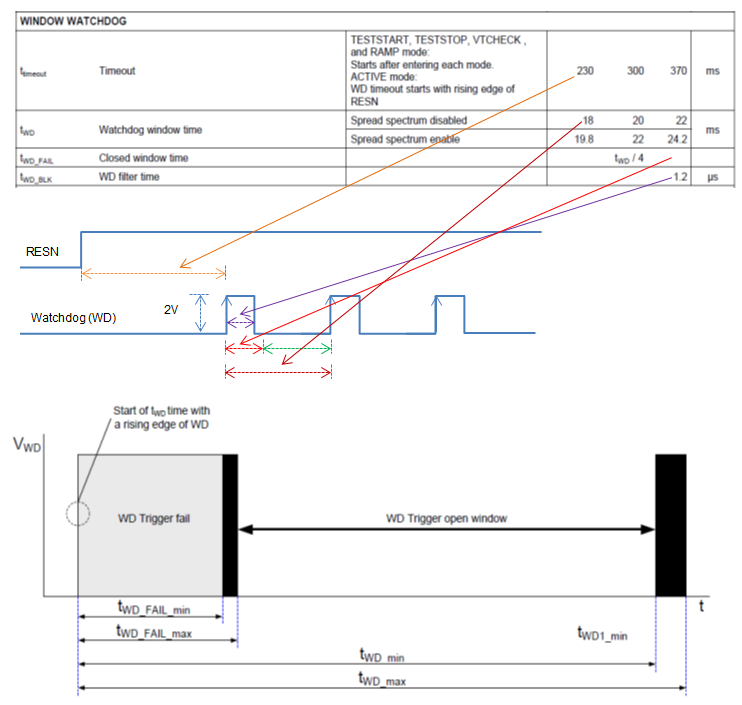 WINDOW WATCHDOG
TESTSTART, TESTSTOP, VTCHECK ,
and RAMP mode:
Starts after entering each mode.
ACTIVE mode:
WD timeout starts with rising edge of
RESN
ttimeout Timeout 230 300 370 ms
tWD Watchdog window time
Spread spectrum disabled 18 20 22
ms
Spread spectrum enable 19.8 22 24.2
tWD_FAIL Closed window time tWD / 4
tWD_BLK WD filter time 1.2 µs
RESN
2V
Watchdog (WD)
Start of tWD time with
a rising edge of WD
VWD
WD Trigger fail
WD Trigger open window
t
tWD_FAIL_min
tWD_FAIL_max
tWD1_min
tWD_min
tWD_max